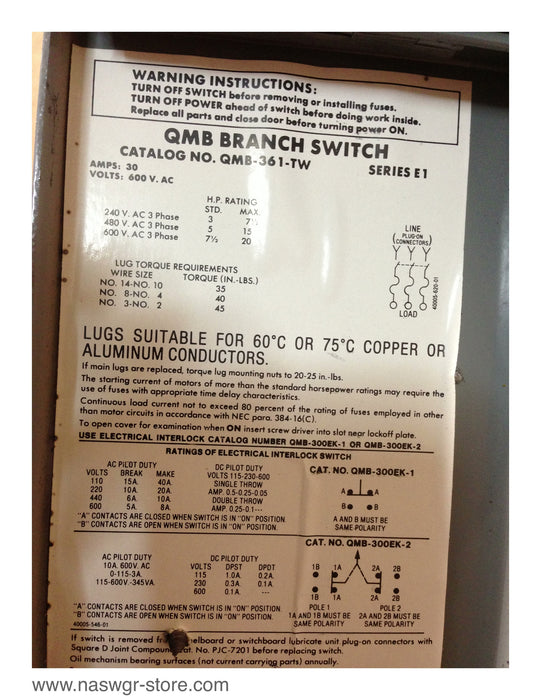 WARNING INSTRUCTIONS:
TURN OFF SWITCH before removing or installing fuses.
TURN OFF POWER ahead of switch before doing work inside.
Replace all parts and close door before turning power ON.
QMB BRANCH SWITCH
CATALOG NO. QMB-361-TW
SERIES E1
AMPS: 30
VOLTS: 600 V. AC
H.P. RATING
STD. MAX.
240 V. AC 3 Phase 3 7½
480 V. AC 3 Phase 5 15
600 V. AC 3 Phase 7½ 20
LINE
(PLUG-ON
CONNECTORS)
LOAD
40005-620-01
LUG TORQUE REQUIREMENTS
WIRE SIZE TORQUE (IN.-LBS.)
NO. 14-NO. 10 35
NO. 8-NO. 4 40
NO. 3-NO. 2 45
LUGS SUITABLE FOR 60°C OR 75°C COPPER OR
ALUMINUM CONDUCTORS.
If main lugs are replaced, torque lug mounting nuts to 20-25 in.-lbs.
The starting current of motors of more than the standard horsepower ratings may require the
use of fuses with appropriate time delay characteristics.
Continuous load current not to exceed 80 percent of the rating of fuses employed in other
than motor circuits in accordance with NEC para. 384-16(C).
To open cover for examination when ON insert screw driver into slot near lockoff plate.
USE ELECTRICAL INTERLOCK CATALOG NUMBER QMB-300EK-1 OR QMB-300EK-2
RATINGS OF ELECTRICAL INTERLOCK SWITCH
AC PILOT DUTY
VOLTS BREAK MAKE
110 15A. 40A.
220 10A. 20A.
440 6A. 10A.
600 5A. 8A.
DC PILOT DUTY
VOLTS 115-230-600
SINGLE THROW
AMP. 0.5-0.25-0.05
DOUBLE THROW
AMP. 0.25-0.1---
"A" CONTACTS ARE CLOSED WHEN SWITCH IS IN "ON" POSITION.
"B" CONTACTS ARE OPEN WHEN SWITCH IS IN "ON" POSITION.
CAT. NO. QMB-300EK-1
A A
B B
A AND B MUST BE
SAME POLARITY
AC PILOT DUTY
10A. 600V. AC
0-115-3A.
115-600V.-345VA.
DC PILOT DUTY
VOLTS DPST DPDT
115 1.0A. 0.2A.
230 0.3A. 0.1A.
600 0.1A. ---
CAT. NO. QMB-300EK-2
1B 1A 2A 2B
1B 1A 2A 2B
POLE 1 POLE 2
1A AND 1B MUST BE 2A AND 2B MUST BE
SAME POLARITY SAME POLARITY
"A" CONTACTS ARE CLOSED WHEN SWITCH IS IN "ON" POSITION.
"B" CONTACTS ARE OPEN WHEN SWITCH IS IN "ON" POSITION.
40005-546-01
If switch is removed elboard or switchboard lubricate unit plug-on connectors with
Square D Joint Compou at. No. PJC-7201 before replacing switch.
Oil mechanism bearing surfaces (not current carrying parts) annually.
www.naswgr-store.com